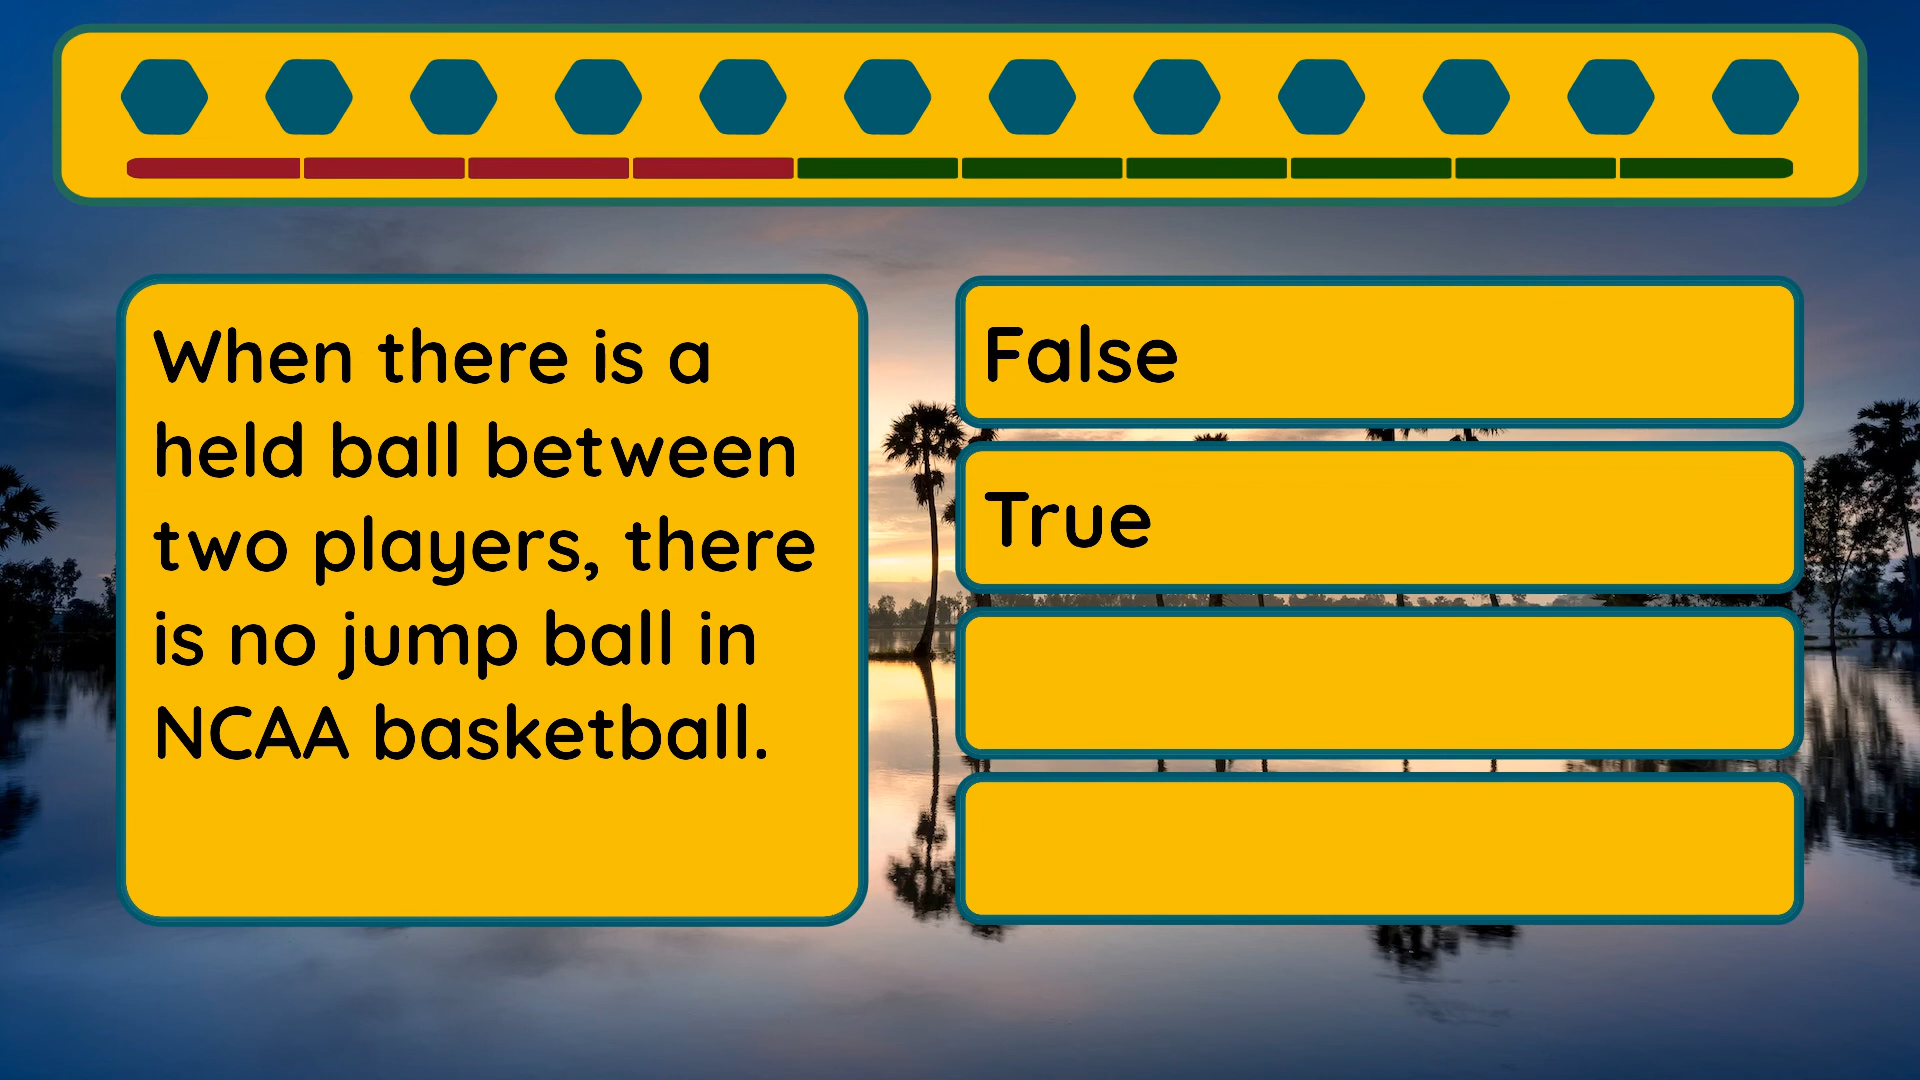 When there is a
held ball between
two players, there
is no jump ball in
NCAA basketball.
False
True